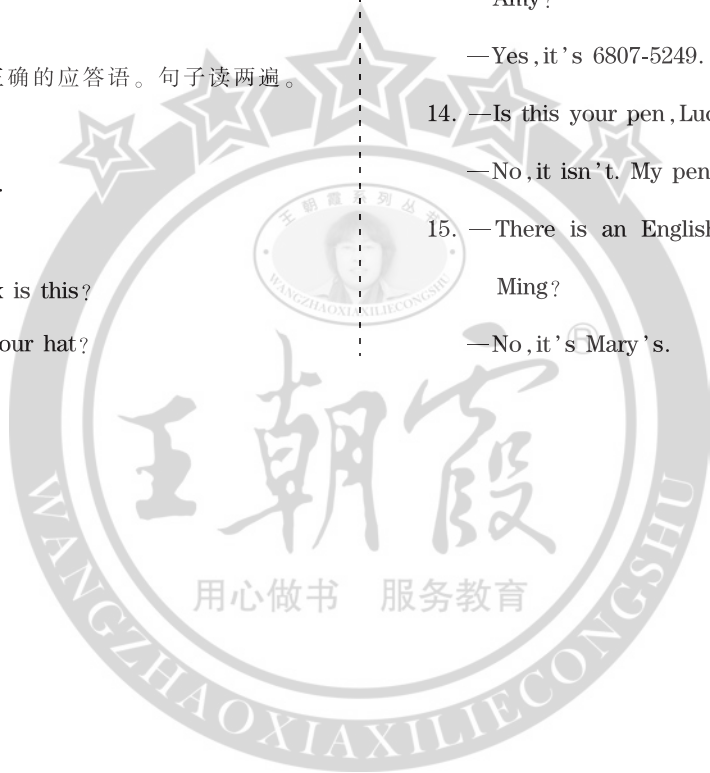 正确的应答语。句子读两遍。
is this?
our hat?
Amy?
—Yes,it's 6807-5249.
14. —Is this your pen,Luc
—No,it isn't. My pen
15. —There is an English
Ming?
—No,it's Mary's.
王朝霞系列丛书
WANGZHAOXIAXILIECONGSHU
®
王朝霞
用心做书 服务教育
WANGZHAOXIAXILIECONGSHU